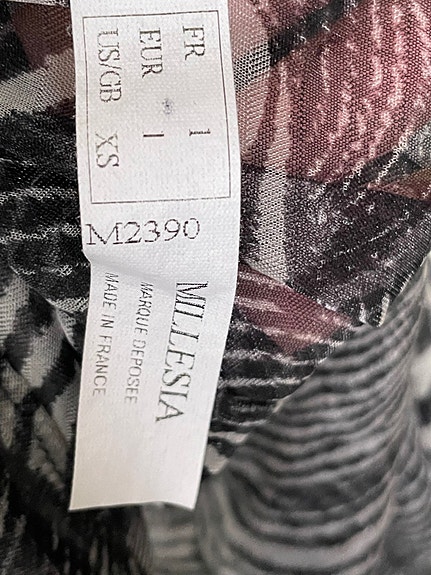 FR 1
EUR 1
US/GB XS
M2390
MILLESIA
MARQUE DEPOSEE
MADE IN FRANCE